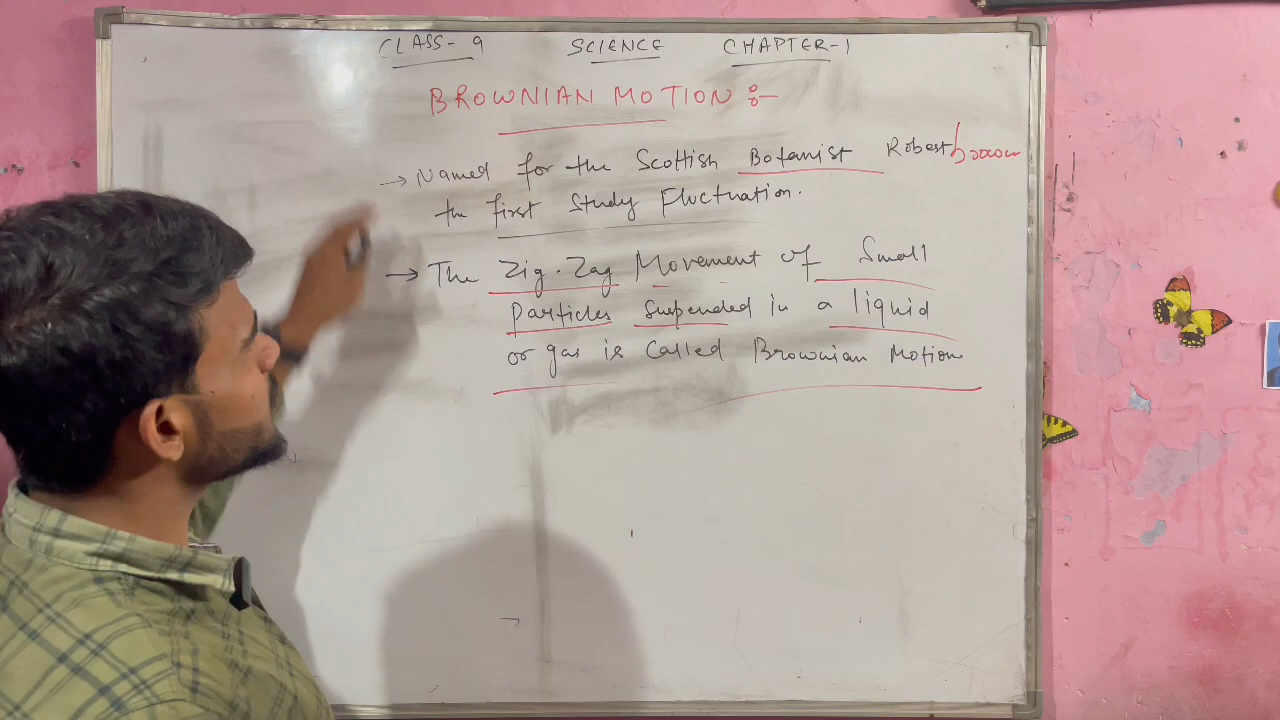 CLASS-9 SCIENCE CHAPTER-1
BROWNIAN MOTION :-
→ Named for the Scottish Botanist Robert brown
the first Study Fluctuation.
→ The Zig-Zag Movement of Small
Particles Suspended in a liquid
or gas is Called Brownian Motion